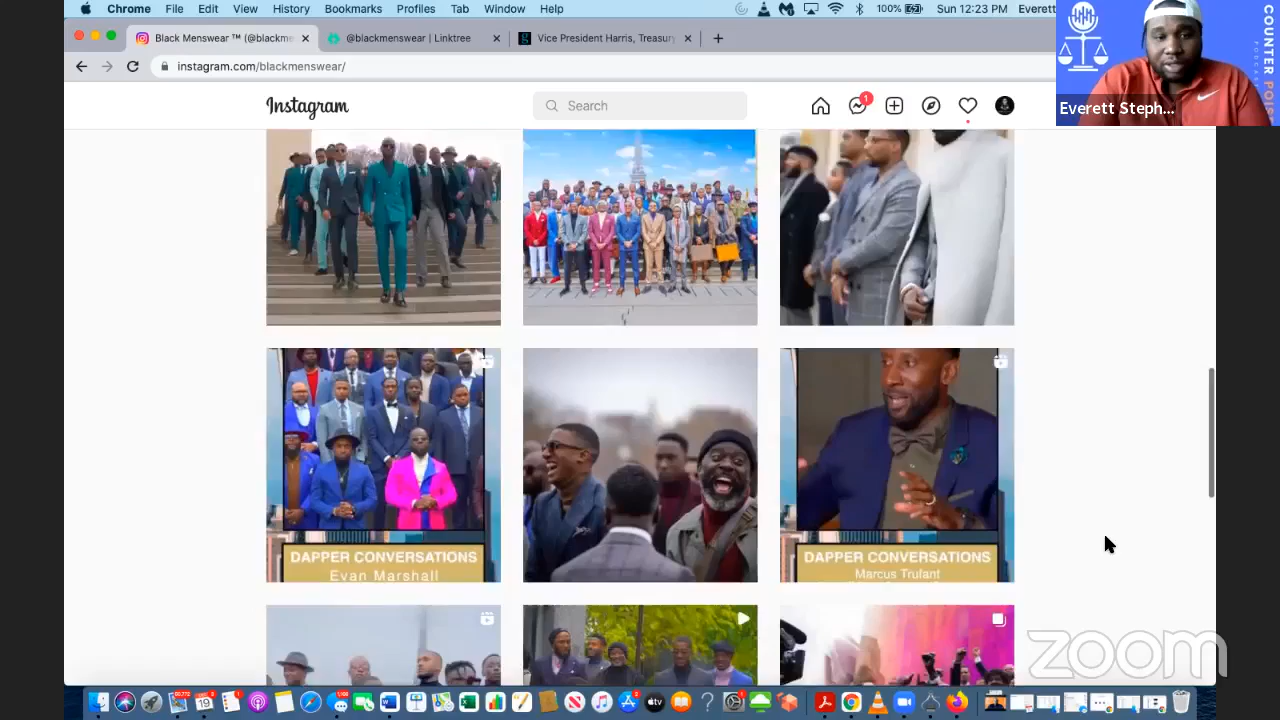 Chrome File Edit View History Bookmarks Profiles Tab Window Help 100% Sun 12:23 PM Everett
Black Menswear ™ (@blackme @blackmenswear | Linktree Vice President Harris, Treasury
instagram.com/blackmenswear/
COUNTER
Everett Steph...
Instagram
Search
1
DAPPER CONVERSATIONS
Evan Marshall
DAPPER CONVERSATIONS
Marcus Trufant
zoom